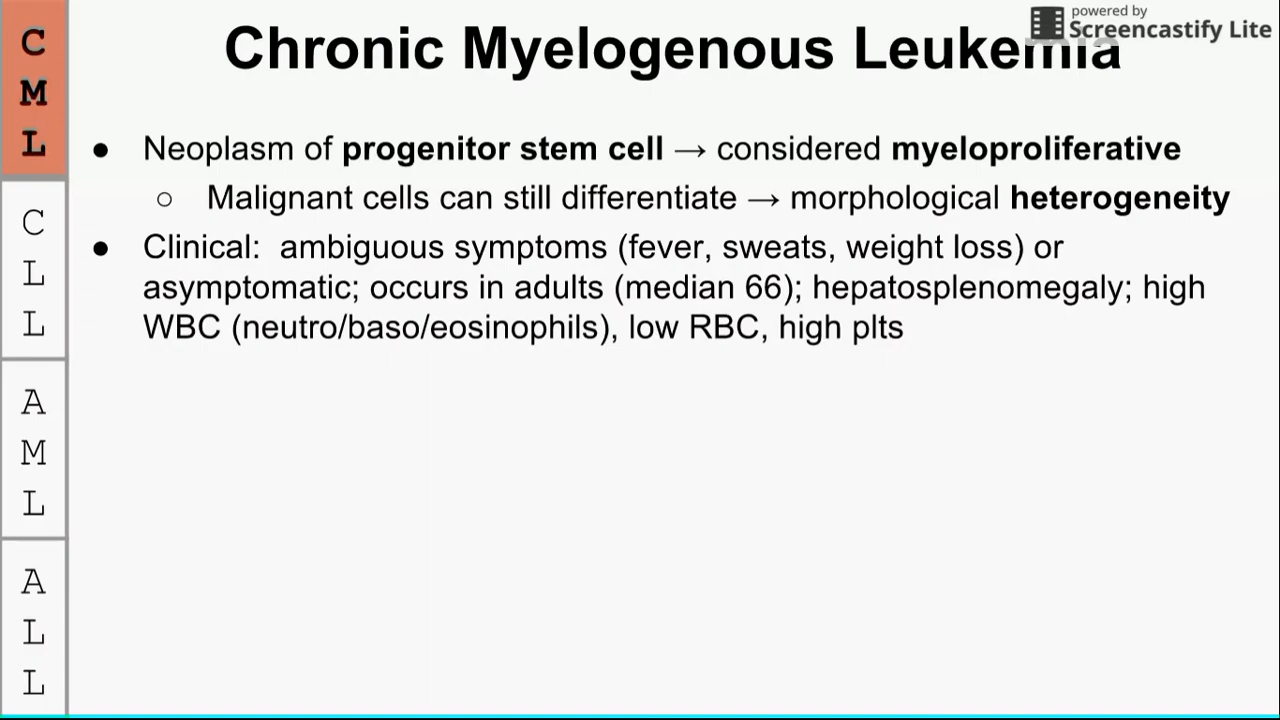 powered by
Screencastify Lite
Chronic Myelogenous Leukemia
● Neoplasm of progenitor stem cell → considered myeloproliferative
○ Malignant cells can still differentiate → morphological heterogeneity
● Clinical:  ambiguous symptoms (fever, sweats, weight loss) or
asymptomatic; occurs in adults (median 66); hepatosplenomegaly; high
WBC (neutro/baso/eosinophils), low RBC, high plts
C
M
L
C
L
L
A
M
L
A
L
L